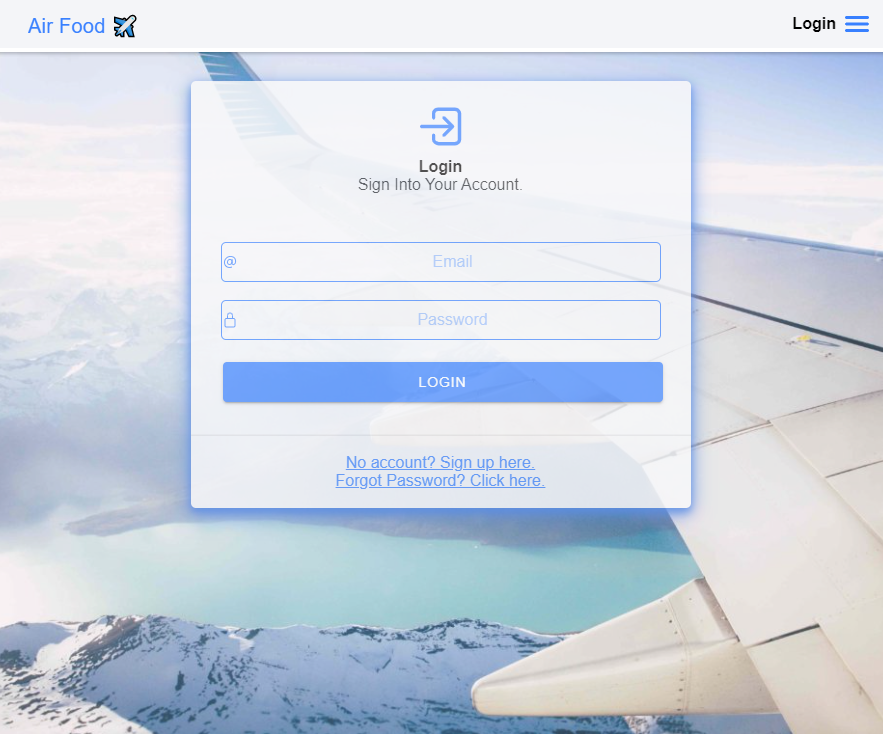 Air Food
Login
Login
Sign Into Your Account.
@ Email
Password
LOGIN
No account? Sign up here.
Forgot Password? Click here.